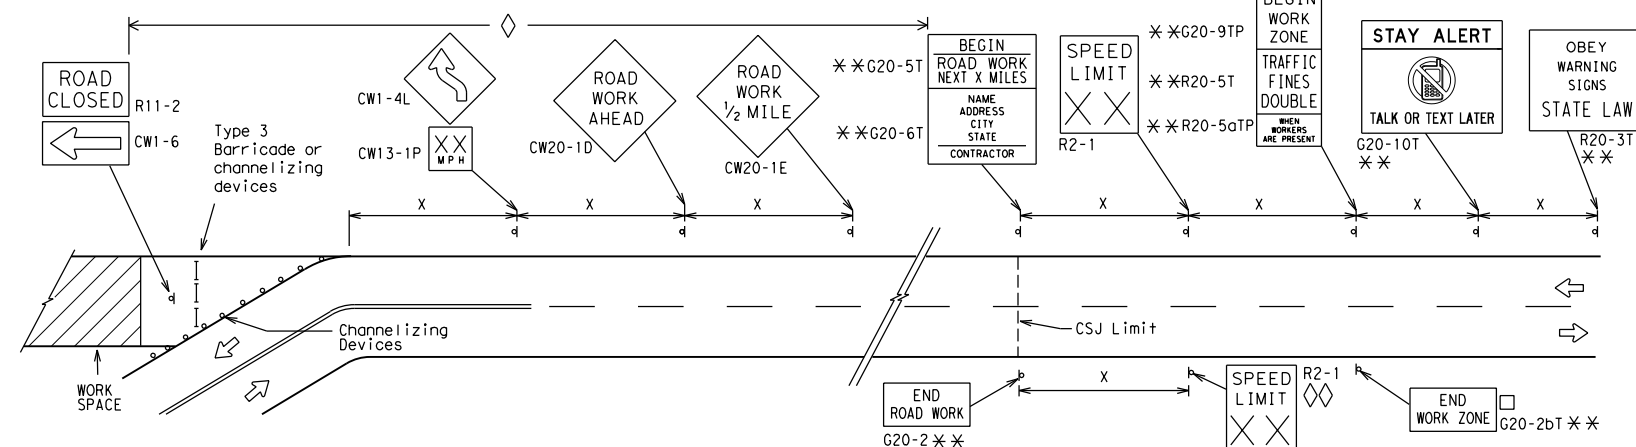 ROAD
CLOSED
R11-2
CW1-6
Type 3
Barricade or
channelizing
devices
CW1-4L
CW13-1P
X X
MPH
ROAD
WORK
AHEAD
CW20-1D
ROAD
WORK
1/2 MILE
CW20-1E
G20-5T
G20-6T
BEGIN
ROAD WORK
NEXT X MILES
NAME
ADDRESS
CITY
STATE
CONTRACTOR
SPEED
LIMIT
X X
R2-1
G20-9TP
R20-5T
R20-5aTP
BEGIN
WORK
ZONE
TRAFFIC
FINES
DOUBLE
WHEN
WORKERS
ARE PRESENT
STAY ALERT
TALK OR TEXT LATER
G20-10T
OBEY
WARNING
SIGNS
STATE LAW
R20-3T
X X X X X X X
Channelizing
Devices
CSJ Limit
WORK
SPACE
X
END
ROAD WORK
G20-2
SPEED
LIMIT
X X
R2-1
END
WORK ZONE
G20-2bT